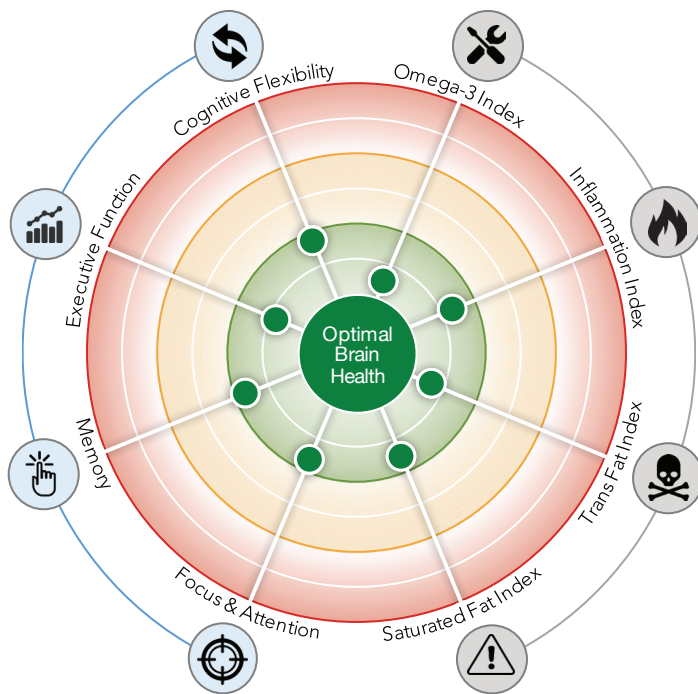 Cognitive Flexibility
Omega-3 Index
Executive Function
Inflammation Index
Optimal
Brain
Health
Memory
Trans Fat Index
Focus & Attention
Saturated Fat Index